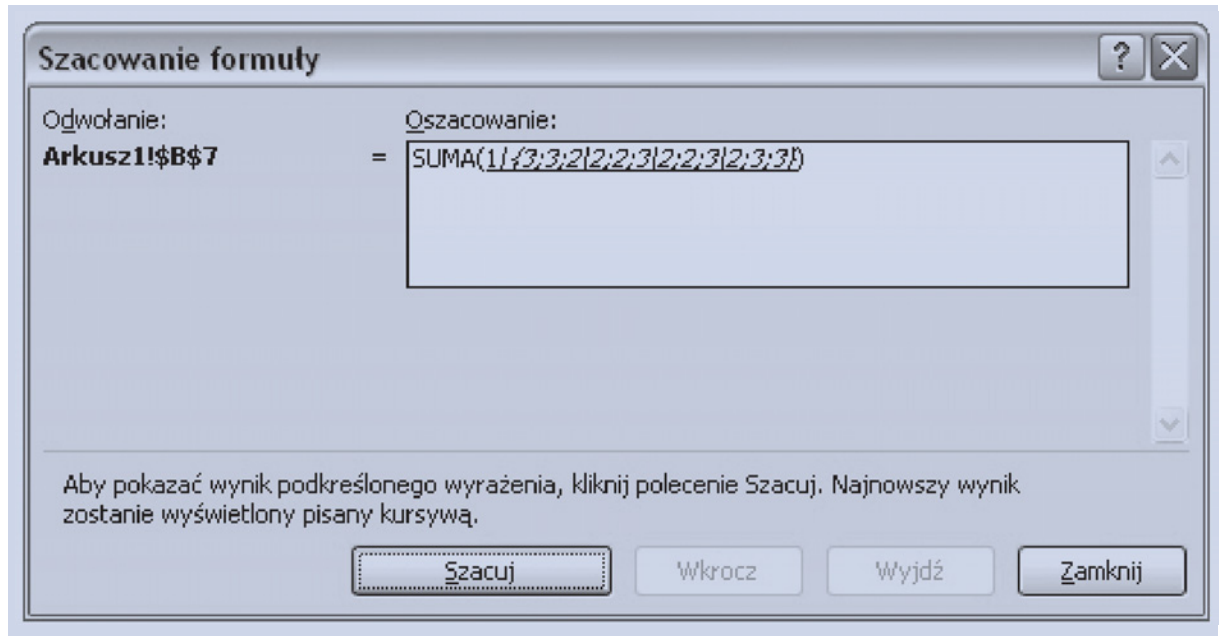 Szacowanie formuły
Odwołanie:
Oszacowanie:
Arkusz1!$B$7
=
SUMA(1/{3;3;2|2;2;3|2;2;3|2;3;3})
Aby pokazać wynik podkreślonego wyrażenia, kliknij polecenie Szacuj. Najnowszy wynik
zostanie wyświetlony pisany kursywą.
Szacuj
Wkrocz
Wyjdź
Zamknij